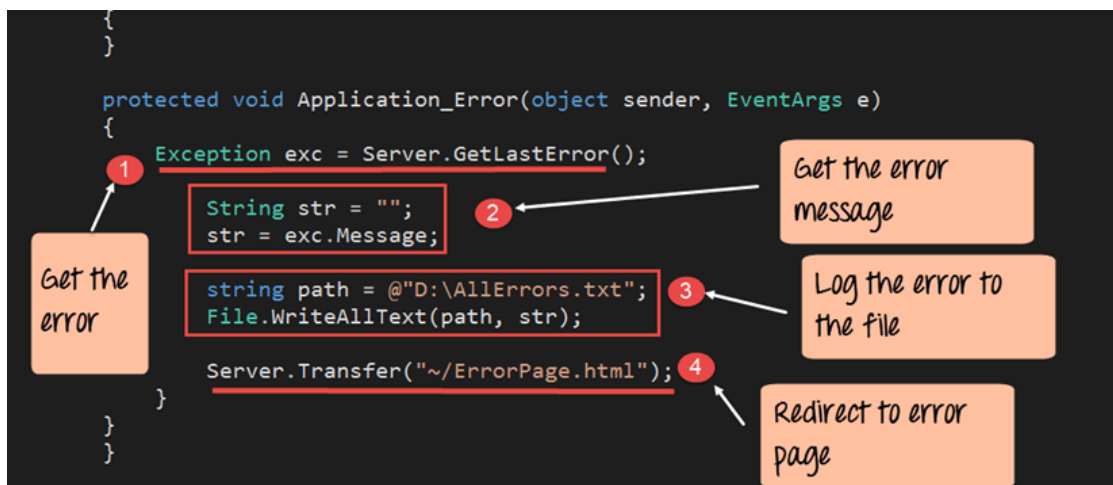 {
}
protected void Application_Error(object sender, EventArgs e)
{
Exception exc = Server.GetLastError();
1
String str = "";
str = exc.Message;
2
Get the error
message
Get the
error
string path = @"D:\AllErrors.txt";
File.WriteAllText(path, str);
3
Log the error to
the file
Server.Transfer("~/ErrorPage.html");
4
}
}
}
Redirect to error
page